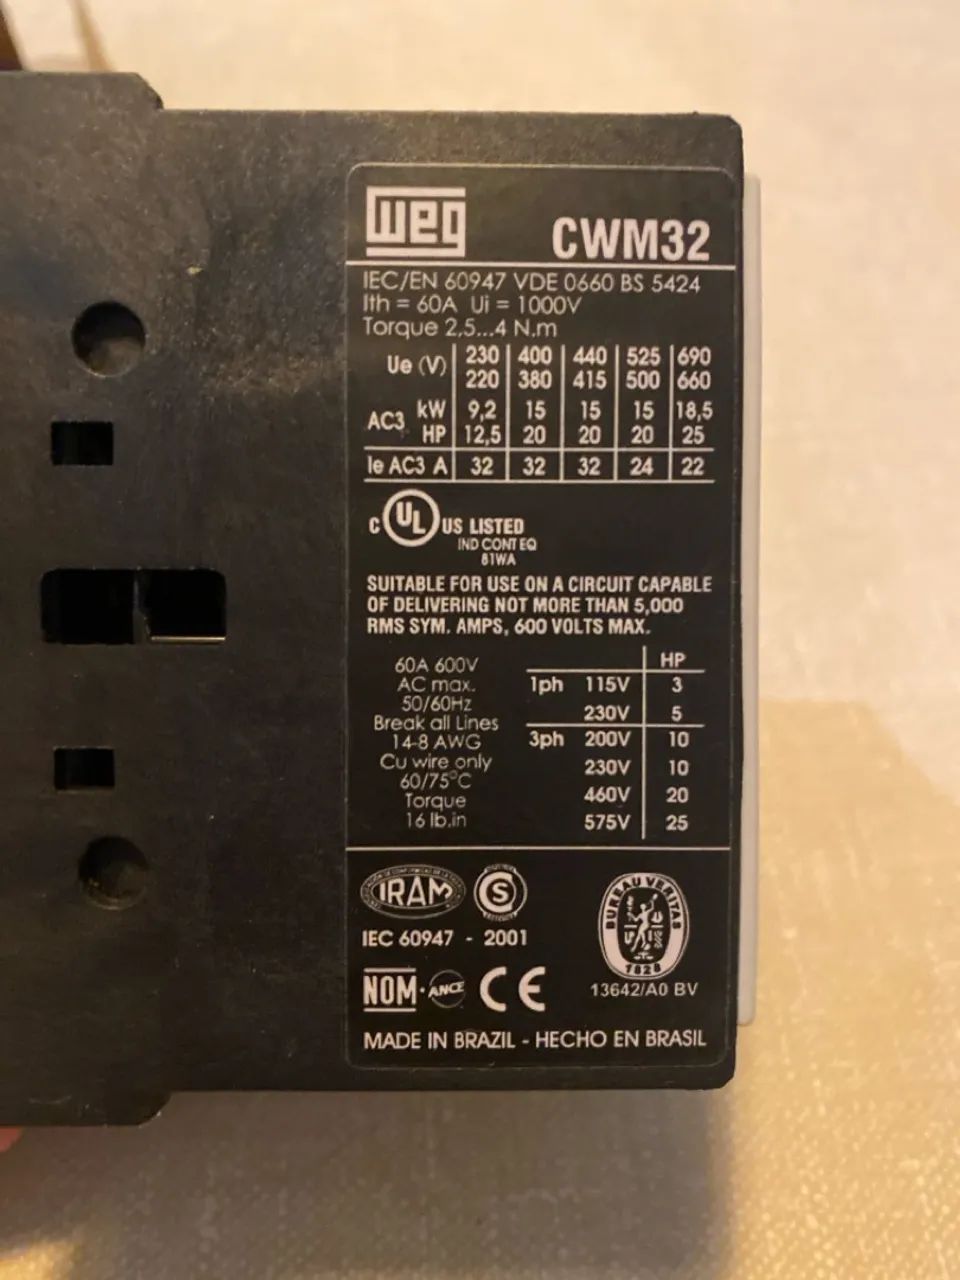 weg
CWM32
IEC/EN 60947 VDE 0660 BS 5424
Ith = 60A Ui = 1000V
Torque 2,5...4 N.m
Ue (V) 230 400 440 525 690
220 380 415 500 660
AC3 kW 9,2 15 15 15 18,5
HP 12,5 20 20 20 25
Ie AC3 A 32 32 32 24 22
C UL US LISTED
IND CONT EQ
81WA
SUITABLE FOR USE ON A CIRCUIT CAPABLE
OF DELIVERING NOT MORE THAN 5,000
RMS SYM. AMPS, 600 VOLTS MAX.
60A 600V
AC max.
50/60Hz
Break all Lines
14-8 AWG
Cu wire only
60/75°C
Torque
16 lb.in
HP
1ph 115V 3
230V 5
3ph 200V 10
230V 10
460V 20
575V 25
IRAM
S
BUREAU VERITAS
1828
IEC 60947 - 2001
NOM-ANCE CE
13642/A0 BV
MADE IN BRAZIL - HECHO EN BRASIL